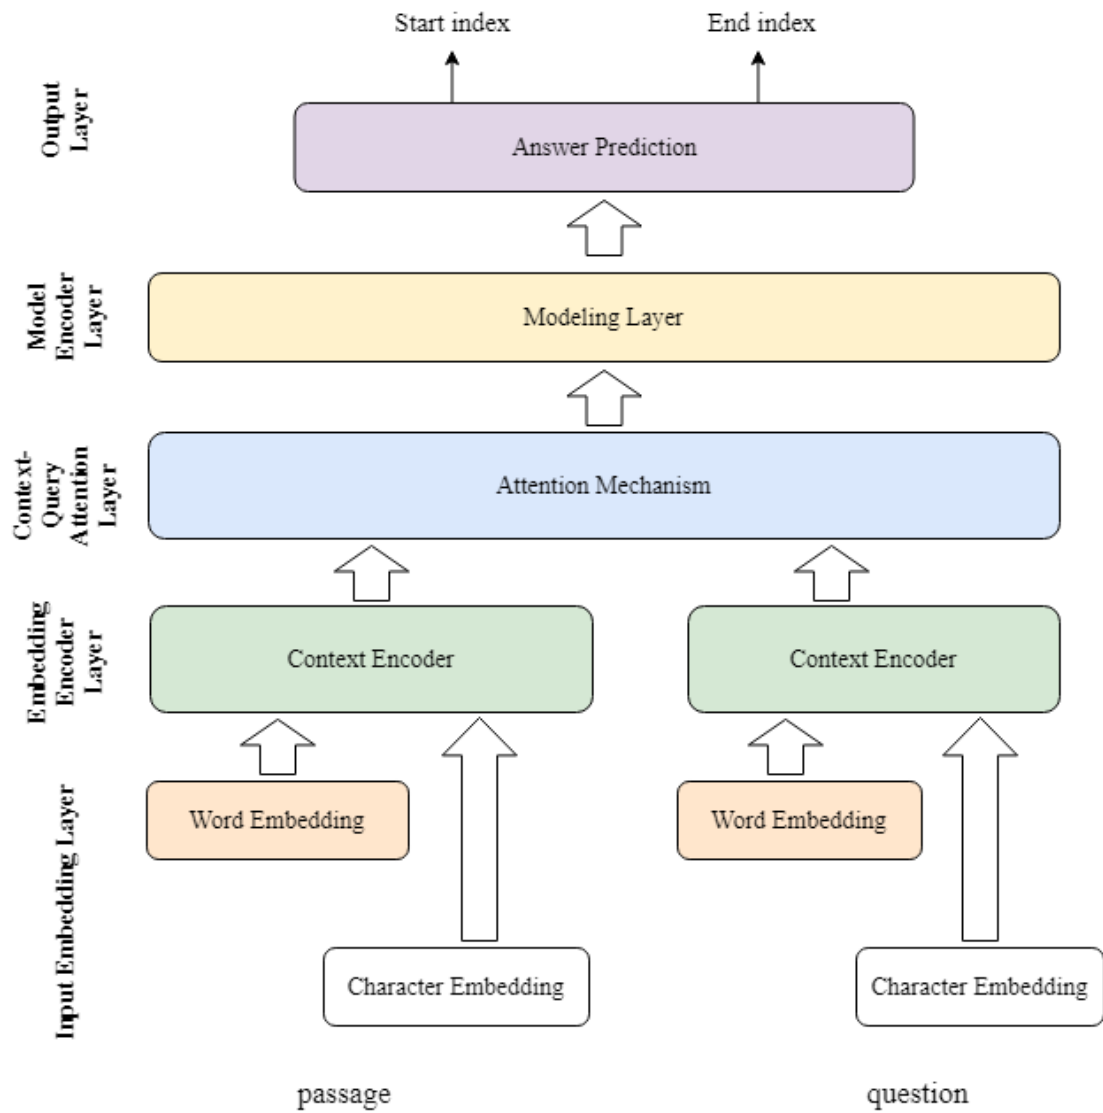 Start index
End index
Output
Layer
Answer Prediction
Model
Encoder
Layer
Modeling Layer
Context-
Query
Attention
Layer
Attention Mechanism
Embedding
Encoder
Layer
Context Encoder
Context Encoder
Input Embedding Layer
Word Embedding
Word Embedding
Character Embedding
Character Embedding
passage
question